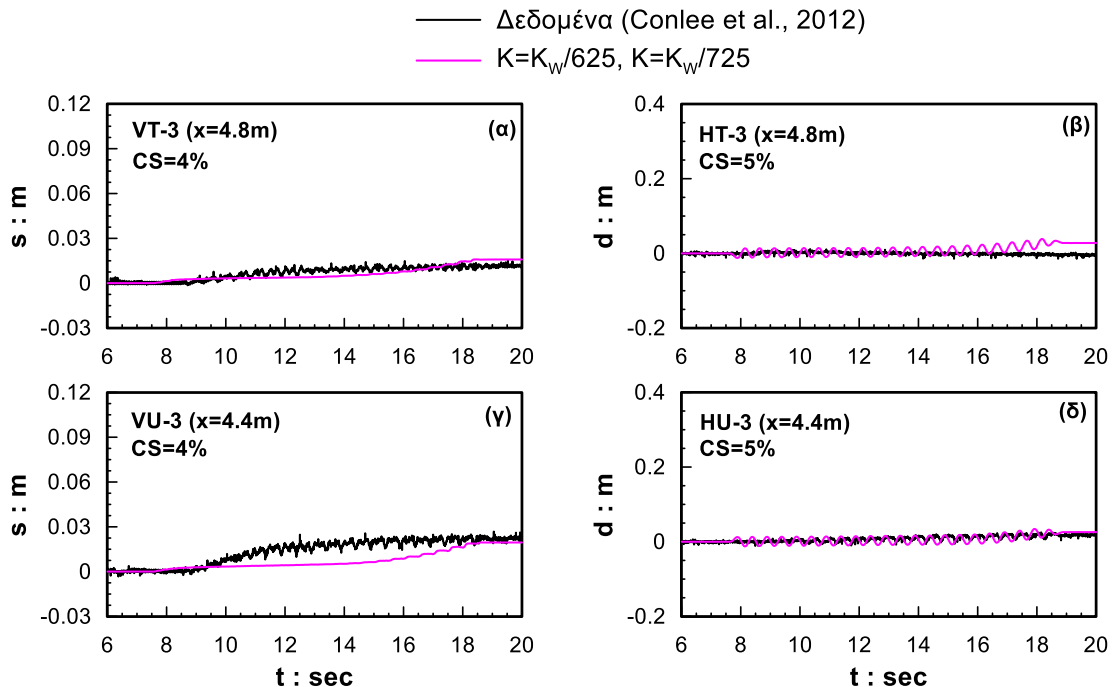 Δεδομένα (Conlee et al., 2012)
K=K_W/625, K=K_W/725
0.12
0.09
0.06
0.03
0
-0.03
s : m
VT-3 (x=4.8m)
CS=4%
(α)
6 8 10 12 14 16 18 20
0.4
0.2
0
-0.2
d : m
HT-3 (x=4.8m)
CS=5%
(β)
6 8 10 12 14 16 18 20
0.12
0.09
0.06
0.03
0
-0.03
s : m
VU-3 (x=4.4m)
CS=4%
(γ)
6 8 10 12 14 16 18 20
t : sec
0.4
0.2
0
-0.2
d : m
HU-3 (x=4.4m)
CS=5%
(δ)
6 8 10 12 14 16 18 20
t : sec